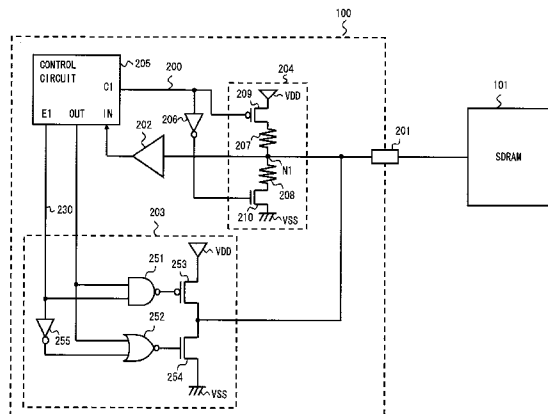 100
CONTROL
CIRCUIT
205
C1
E1
OUT
IN
200
204
209
VDD
206
202
207
N1
208
210
VSS
201
101
SDRAM
230
203
VDD
251
253
252
255
254
VSS